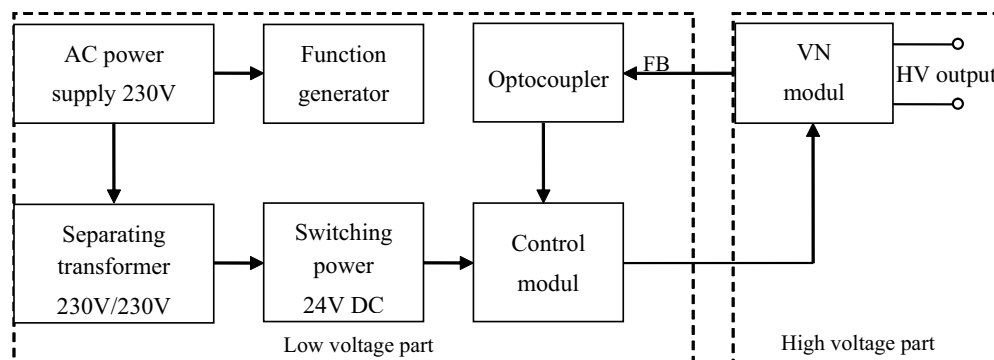 AC power
supply 230V
Function
generator
Optocoupler
FB
VN
modul
HV output
Separating
transformer
230V/230V
Switching
power
24V DC
Control
modul
Low voltage part
High voltage part